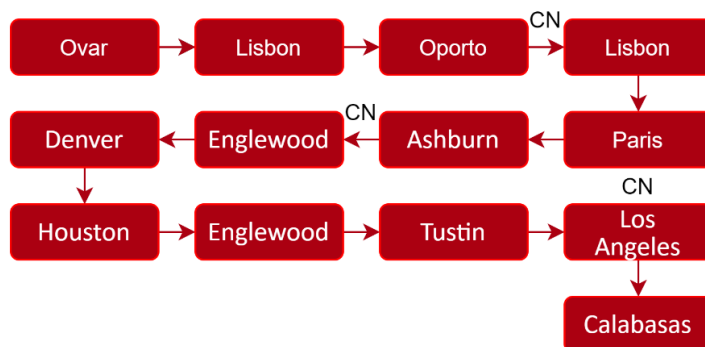 Ovar
Lisbon
Oporto
CN
Lisbon
Denver
Englewood
CN
Ashburn
Paris
Houston
Englewood
Tustin
CN
Los
Angeles
Calabasas